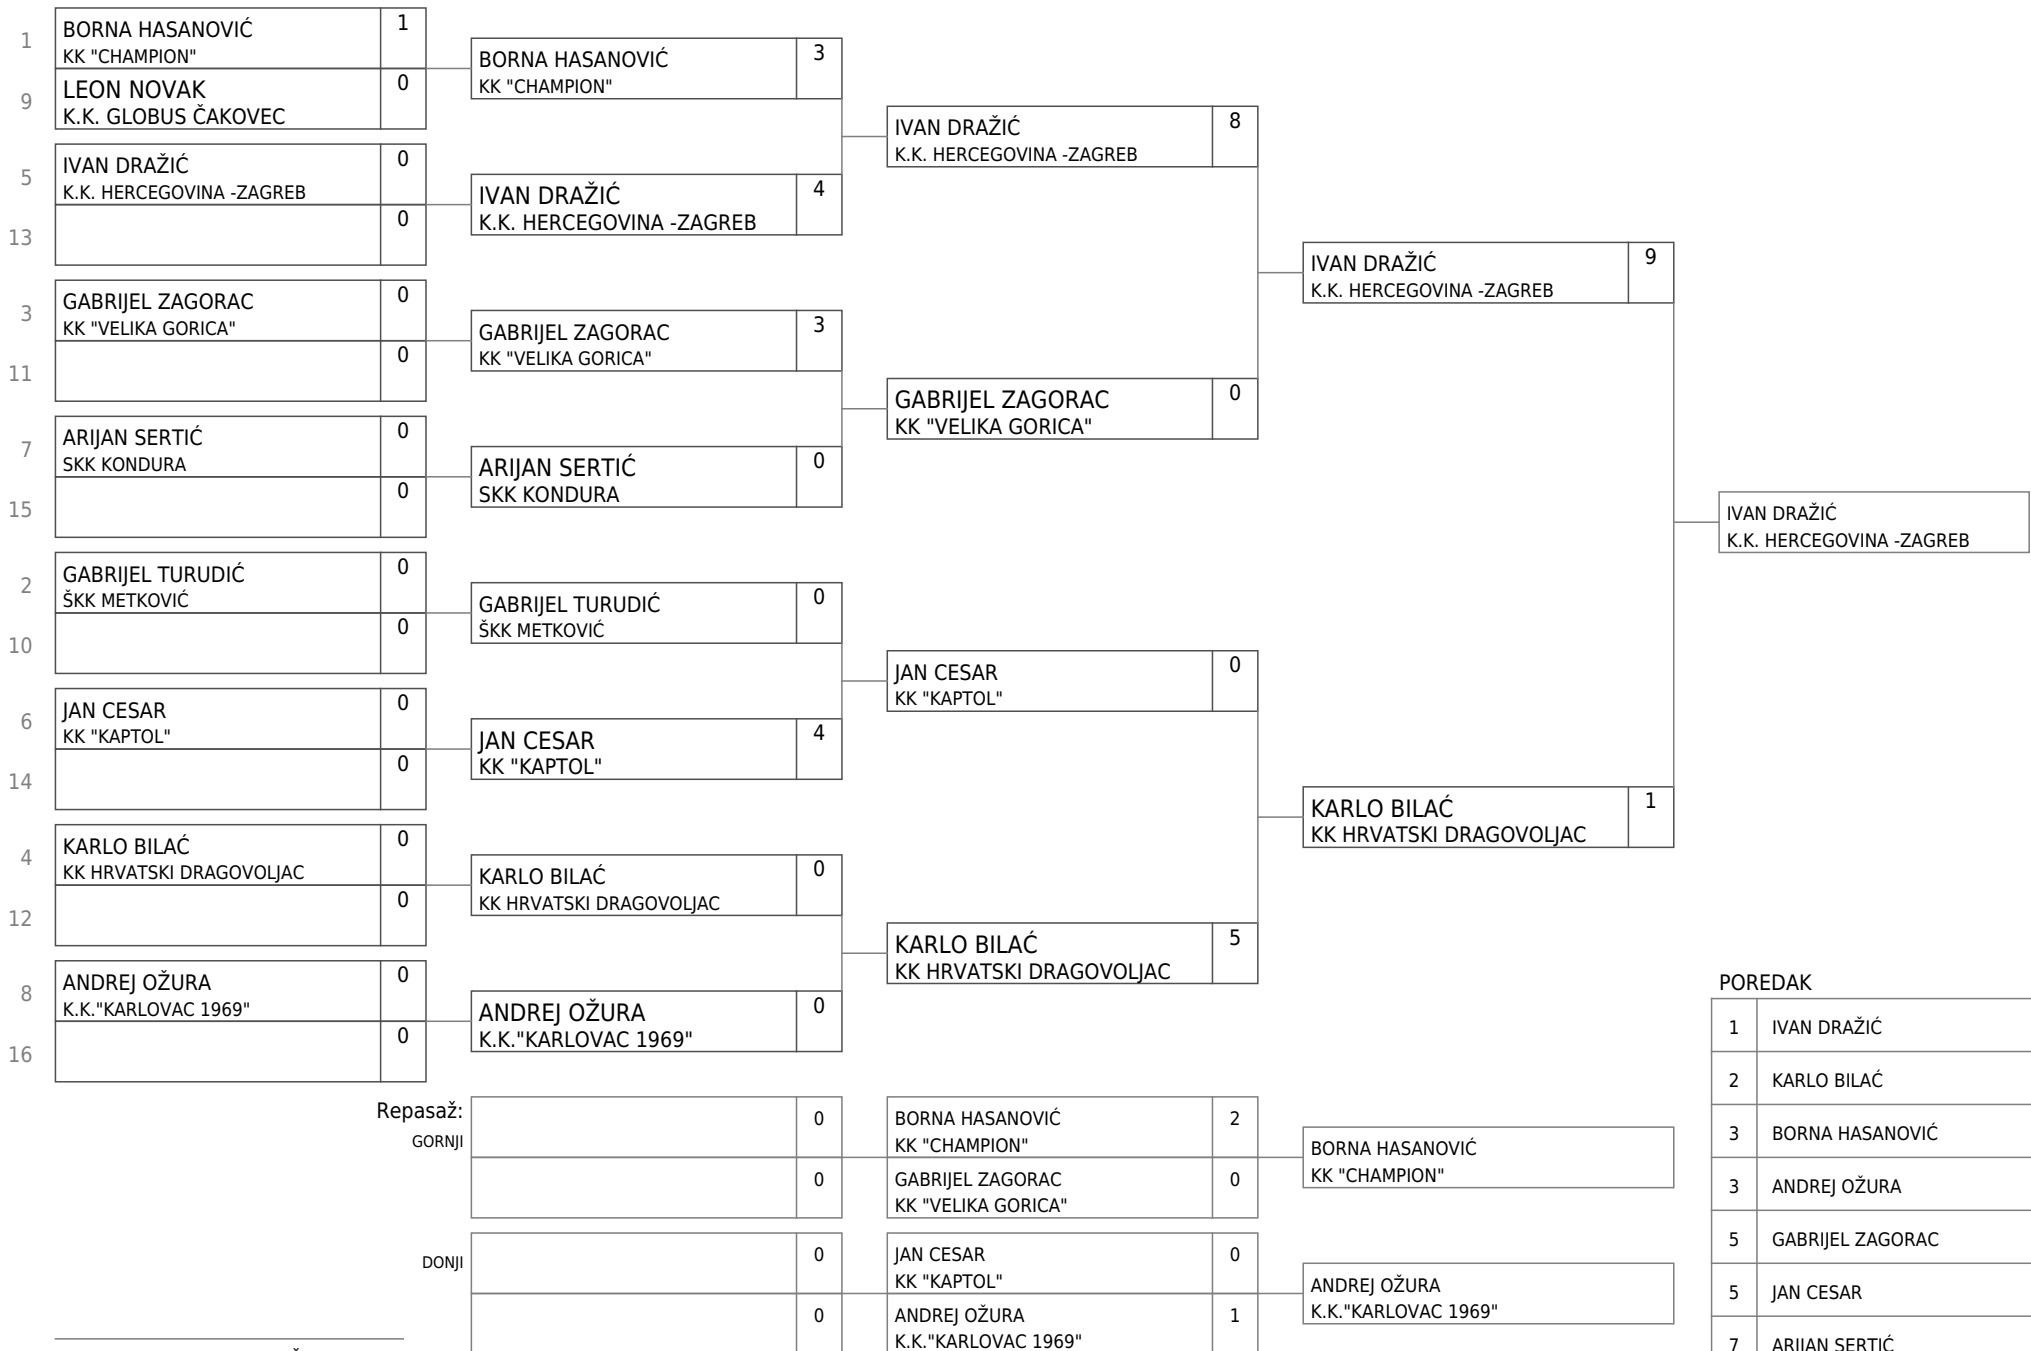 1
BORNA HASANOVIĆ
KK "CHAMPION"
1
9
LEON NOVAK
K.K. GLOBUS ČAKOVEC
0
5
IVAN DRAŽIĆ
K.K. HERCEGOVINA -ZAGREB
0
13
0
3
GABRIJEL ZAGORAC
KK "VELIKA GORICA"
0
11
0
7
ARIJAN SERTIĆ
SKK KONDURA
0
15
0
2
GABRIJEL TURUDIĆ
ŠKK METKOVIĆ
0
10
0
6
JAN CESAR
KK "KAPTOL"
0
14
0
4
KARLO BILAĆ
KK HRVATSKI DRAGOVOLJAC
0
12
0
8
ANDREJ OŽURA
K.K."KARLOVAC 1969"
0
16
0
BORNA HASANOVIĆ
KK "CHAMPION"
3
IVAN DRAŽIĆ
K.K. HERCEGOVINA -ZAGREB
4
GABRIJEL ZAGORAC
KK "VELIKA GORICA"
3
ARIJAN SERTIĆ
SKK KONDURA
0
GABRIJEL TURUDIĆ
ŠKK METKOVIĆ
0
JAN CESAR
KK "KAPTOL"
4
KARLO BILAĆ
KK HRVATSKI DRAGOVOLJAC
0
ANDREJ OŽURA
K.K."KARLOVAC 1969"
0
IVAN DRAŽIĆ
K.K. HERCEGOVINA -ZAGREB
8
GABRIJEL ZAGORAC
KK "VELIKA GORICA"
0
JAN CESAR
KK "KAPTOL"
0
KARLO BILAĆ
KK HRVATSKI DRAGOVOLJAC
5
IVAN DRAŽIĆ
K.K. HERCEGOVINA -ZAGREB
9
KARLO BILAĆ
KK HRVATSKI DRAGOVOLJAC
1
IVAN DRAŽIĆ
K.K. HERCEGOVINA -ZAGREB
Repasaž:
GORNJI
0
0
BORNA HASANOVIĆ
KK "CHAMPION"
2
GABRIJEL ZAGORAC
KK "VELIKA GORICA"
0
BORNA HASANOVIĆ
KK "CHAMPION"
DONJI
0
0
JAN CESAR
KK "KAPTOL"
0
ANDREJ OŽURA
K.K."KARLOVAC 1969"
1
ANDREJ OŽURA
K.K."KARLOVAC 1969"
POREDAK
1 IVAN DRAŽIĆ
2 KARLO BILAĆ
3 BORNA HASANOVIĆ
3 ANDREJ OŽURA
5 GABRIJEL ZAGORAC
5 JAN CESAR
7 ARIJAN SERTIĆ